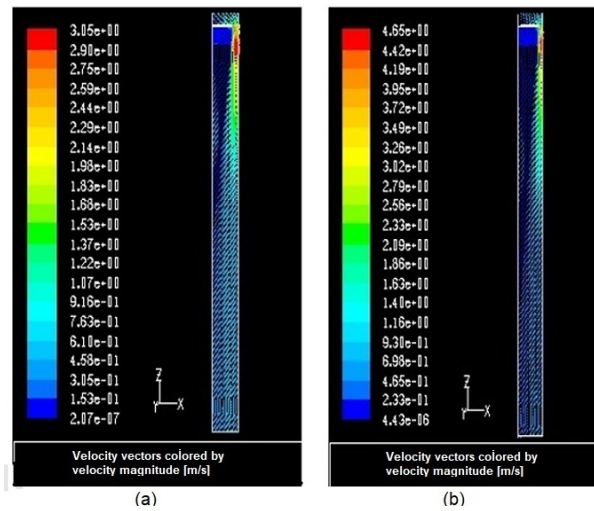 3.05e+00
2.90e+00
2.75e+00
2.59e+00
2.44e+00
2.29e+00
2.14e+00
1.98e+00
1.83e+00
1.68e+00
1.53e+00
1.37e+00
1.22e+00
1.07e+00
9.16e-01
7.63e-01
6.10e-01
4.58e-01
3.05e-01
1.53e-01
2.07e-07
Z
Y X
Velocity vectors colored by
velocity magnitude [m/s]
(a)
4.65e+00
4.42e+00
4.19e+00
3.95e+00
3.72e+00
3.49e+00
3.26e+00
3.02e+00
2.79e+00
2.56e+00
2.33e+00
2.09e+00
1.86e+00
1.63e+00
1.40e+00
1.16e+00
9.30e-01
6.98e-01
4.65e-01
2.33e-01
4.43e-06
Z
Y X
Velocity vectors colored by
velocity magnitude [m/s]
(b)